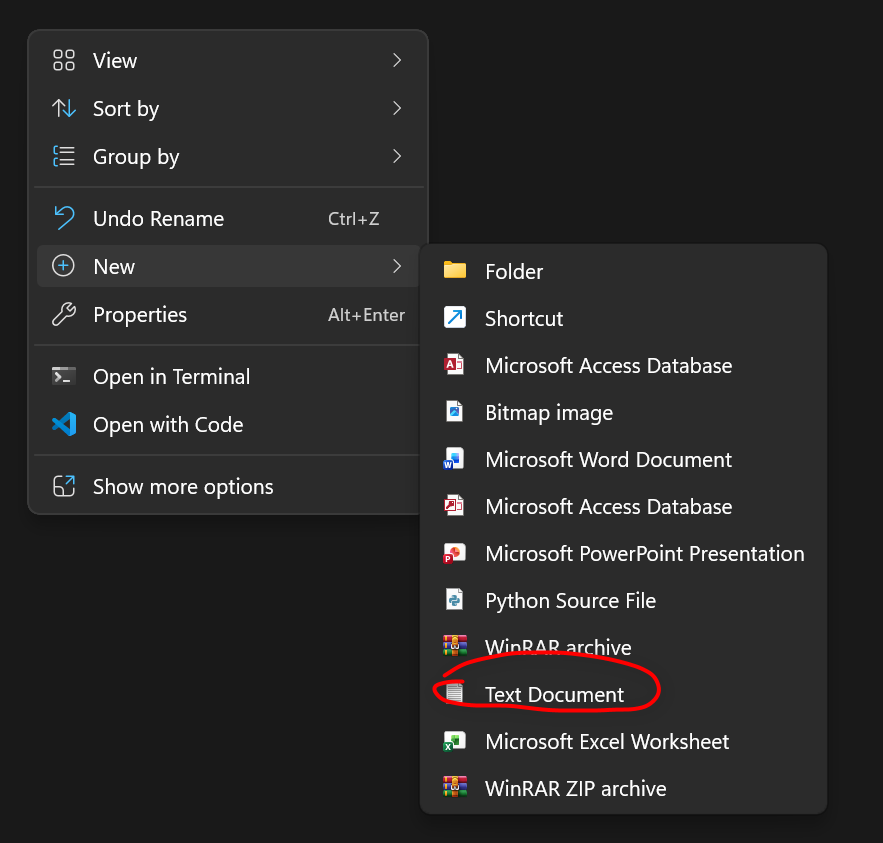 View
Sort by
Group by
Undo Rename Ctrl+Z
New
Properties Alt+Enter
Open in Terminal
Open with Code
Show more options
Folder
Shortcut
Microsoft Access Database
Bitmap image
Microsoft Word Document
Microsoft Access Database
Microsoft PowerPoint Presentation
Python Source File
WinRAR archive
Text Document
Microsoft Excel Worksheet
WinRAR ZIP archive